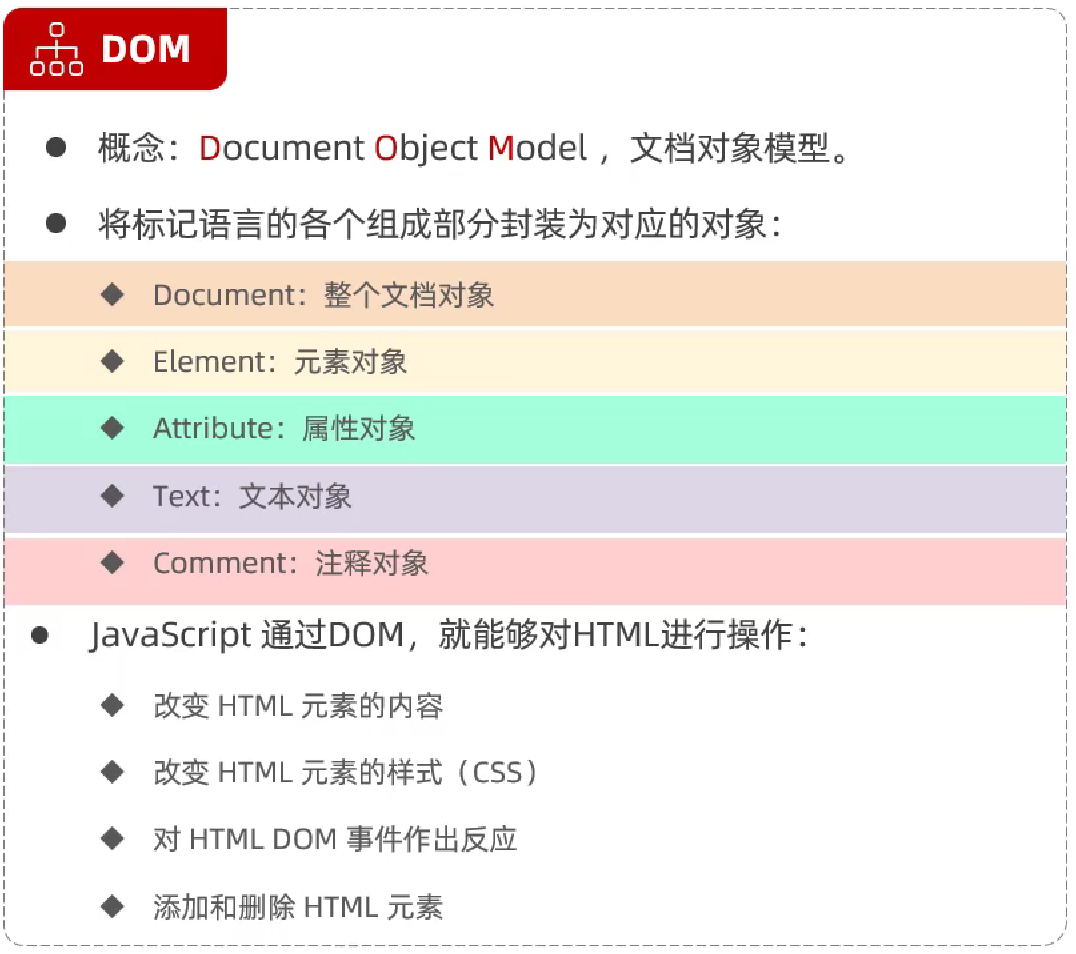 DOM
概念：Document Object Model ，文档对象模型。
将标记语言的各个组成部分封装为对应的对象：
Document：整个文档对象
Element：元素对象
Attribute：属性对象
Text：文本对象
Comment：注释对象
JavaScript 通过DOM，就能够对HTML进行操作：
改变 HTML 元素的内容
改变 HTML 元素的样式（CSS）
对 HTML DOM 事件作出反应
添加和删除 HTML 元素